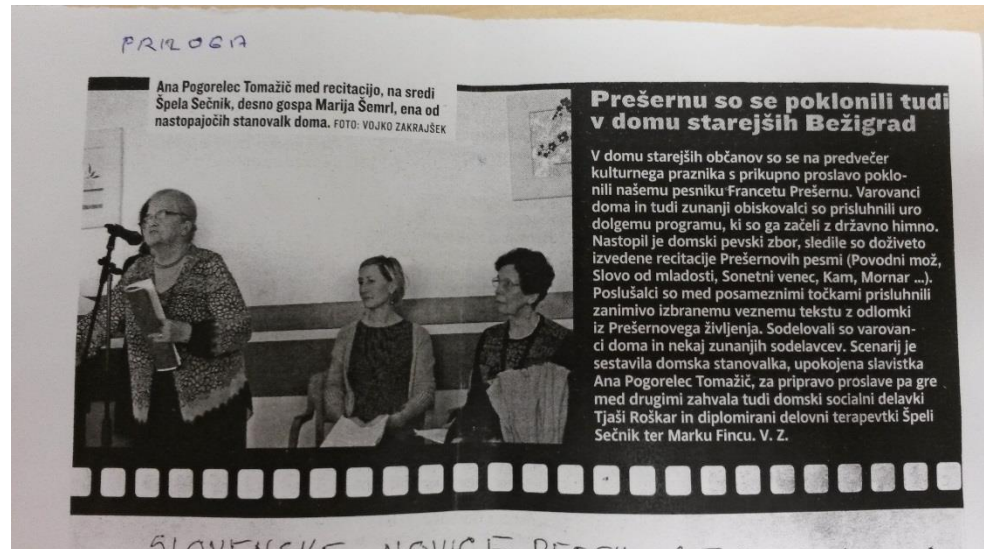 PRILOGA
Ana Pogorelec Tomažič med recitacijo, na sredi
Špela Sečnik, desno gospa Marija Šemrl, ena od
nastopajočih stanovalk doma. FOTO: VOJKO ZAKRAJŠEK
Prešernu so se poklonili tudi
v domu starejših Bežigrad
V domu starejših občanov so se na predvečer
kulturnega praznika s prikupno proslavo poklo-
nili našemu pesniku Francetu Prešernu. Varovanci
doma in tudi zunanji obiskovalci so prisluhnili uro
dolgemu programu, ki so ga začeli z državno himno.
Nastopil je domski pevski zbor, sledile so doživeto
izvedene recitacije Prešernovih pesmi (Povodni mož,
Slovo od mladosti, Sonetni venec, Kam, Mornar ...).
Poslušalci so med posameznimi točkami prisluhnili
zanimivo izbranemu veznemu tekstu z odlomki
iz Prešernovega življenja. Sodelovali so varovan-
ci doma in nekaj zunanjih sodelavcev. Scenarij je
sestavila domska stanovalka, upokojena slavistka
Ana Pogorelec Tomažič, za pripravo proslave pa gre
med drugimi zahvala tudi domski socialni delavki
Tjaši Roškar in diplomirani delovni terapevtki Špeli
Sečnik ter Marku Fincu. V. Z.
SLOVENSKE NOVICE